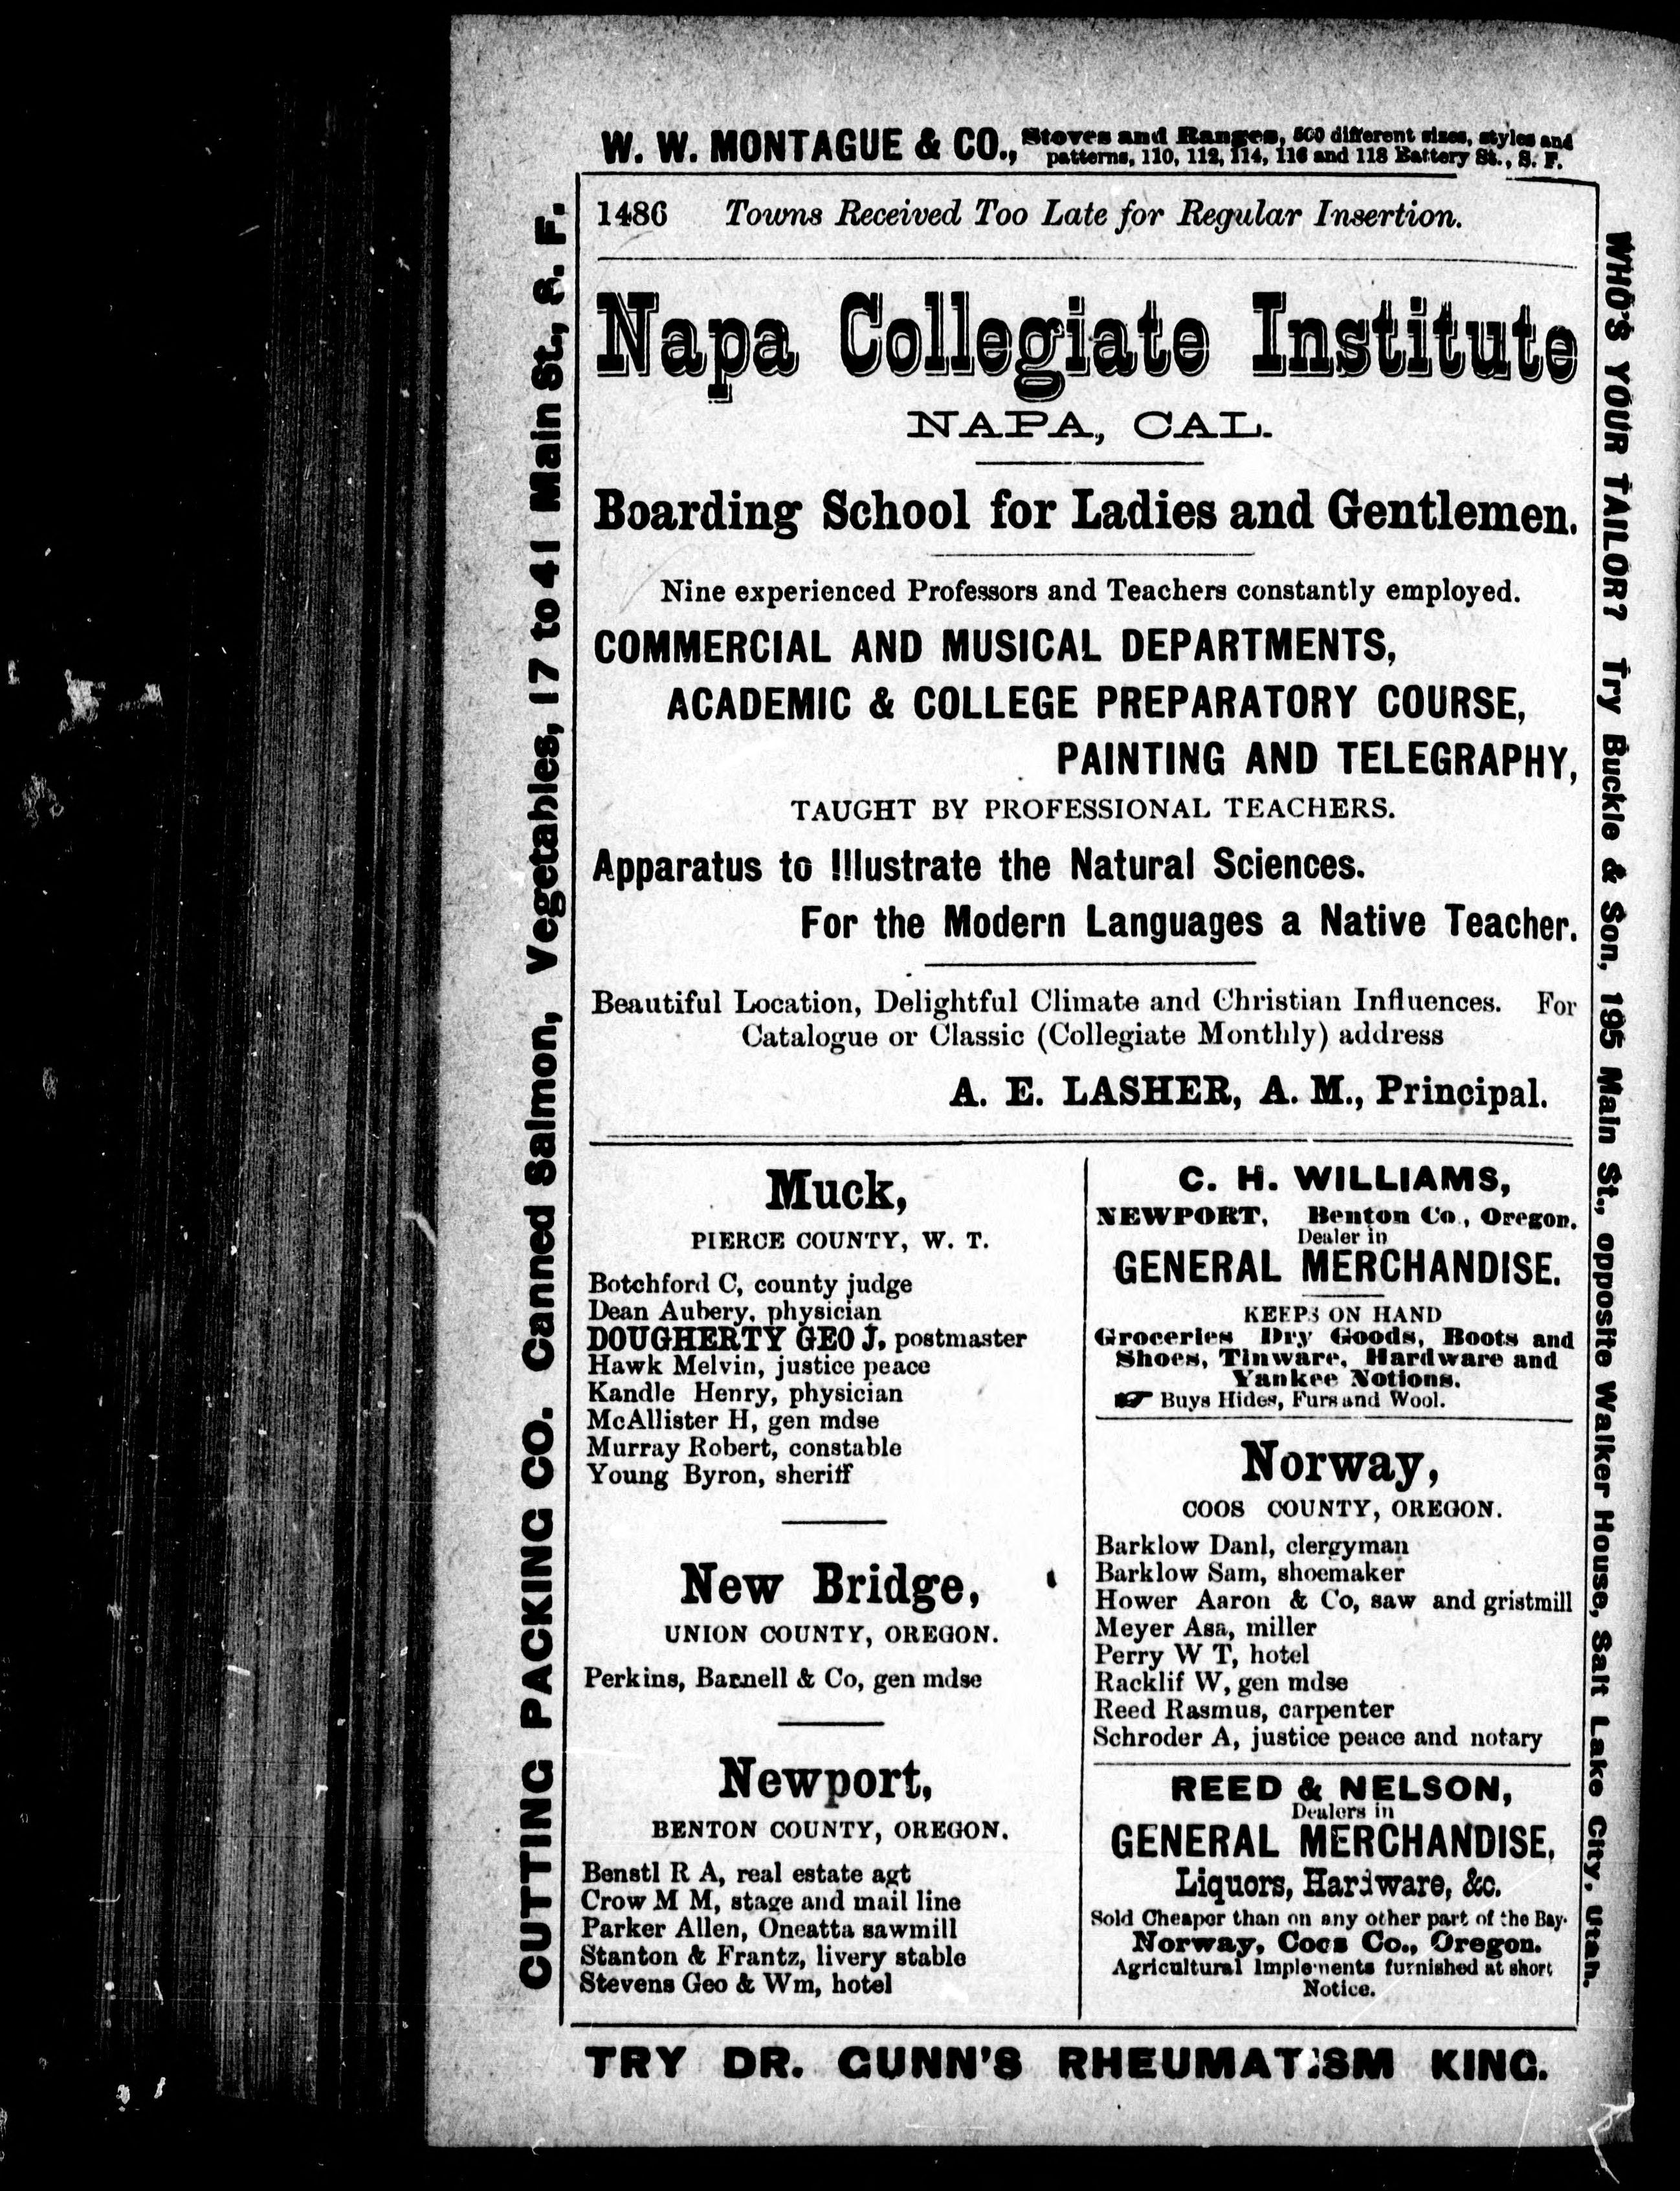 W. W. MONTAGUE & CO., Stoves and Ranges, 500 different sizes, styles and
patterns, 110, 112, 114, 116 and 118 Battery St., S. F.
1486 Towns Received Too Late for Regular Insertion.
Napa Collegiate Institute
NAPA, CAL.
Boarding School for Ladies and Gentlemen.
Nine experienced Professors and Teachers constantly employed.
COMMERCIAL AND MUSICAL DEPARTMENTS,
ACADEMIC & COLLEGE PREPARATORY COURSE,
PAINTING AND TELEGRAPHY,
TAUGHT BY PROFESSIONAL TEACHERS.
Apparatus to Illustrate the Natural Sciences.
For the Modern Languages a Native Teacher.
Beautiful Location, Delightful Climate and Christian Influences. For
Catalogue or Classic (Collegiate Monthly) address
A. E. LASHER, A. M., Principal.
Muck,
PIERCE COUNTY, W. T.
Botchford C, county judge
Dean Aubery, physician
DOUGHERTY GEO J, postmaster
Hawk Melvin, justice peace
Kandle Henry, physician
McAllister H, gen mdse
Murray Robert, constable
Young Byron, sheriff
New Bridge,
UNION COUNTY, OREGON.
Perkins, Barnell & Co, gen mdse
Newport,
BENTON COUNTY, OREGON.
Benstl R A, real estate agt
Crow M M, stage and mail line
Parker Allen, Oneatta sawmill
Stanton & Frantz, livery stable
Stevens Geo & Wm, hotel
C. H. WILLIAMS,
NEWPORT, Benton Co., Oregon.
Dealer in
GENERAL MERCHANDISE.
KEEPS ON HAND
Groceries Dry Goods, Boots and
Shoes, Tinware, Hardware and
Yankee Notions.
☛ Buys Hides, Furs and Wool.
Norway,
COOS COUNTY, OREGON.
Barklow Danl, clergyman
Barklow Sam, shoemaker
Hower Aaron & Co, saw and gristmill
Meyer Asa, miller
Perry W T, hotel
Racklif W, gen mdse
Reed Rasmus, carpenter
Schroder A, justice peace and notary
REED & NELSON,
Dealers in
GENERAL MERCHANDISE,
Liquors, Hardware, &c.
Sold Cheaper than on any other part of the Bay.
Norway, Coos Co., Oregon.
Agricultural Implements furnished at short
Notice.
TRY DR. GUNN'S RHEUMATISM KING.
CUTTING PACKING CO. Canned Salmon, Vegetables, 17 to 41 Main St., S. F.
WHO'S YOUR TAILOR? Try Buckle & Son, 195 Main St., opposite Walker House, Salt Lake City, Utah.